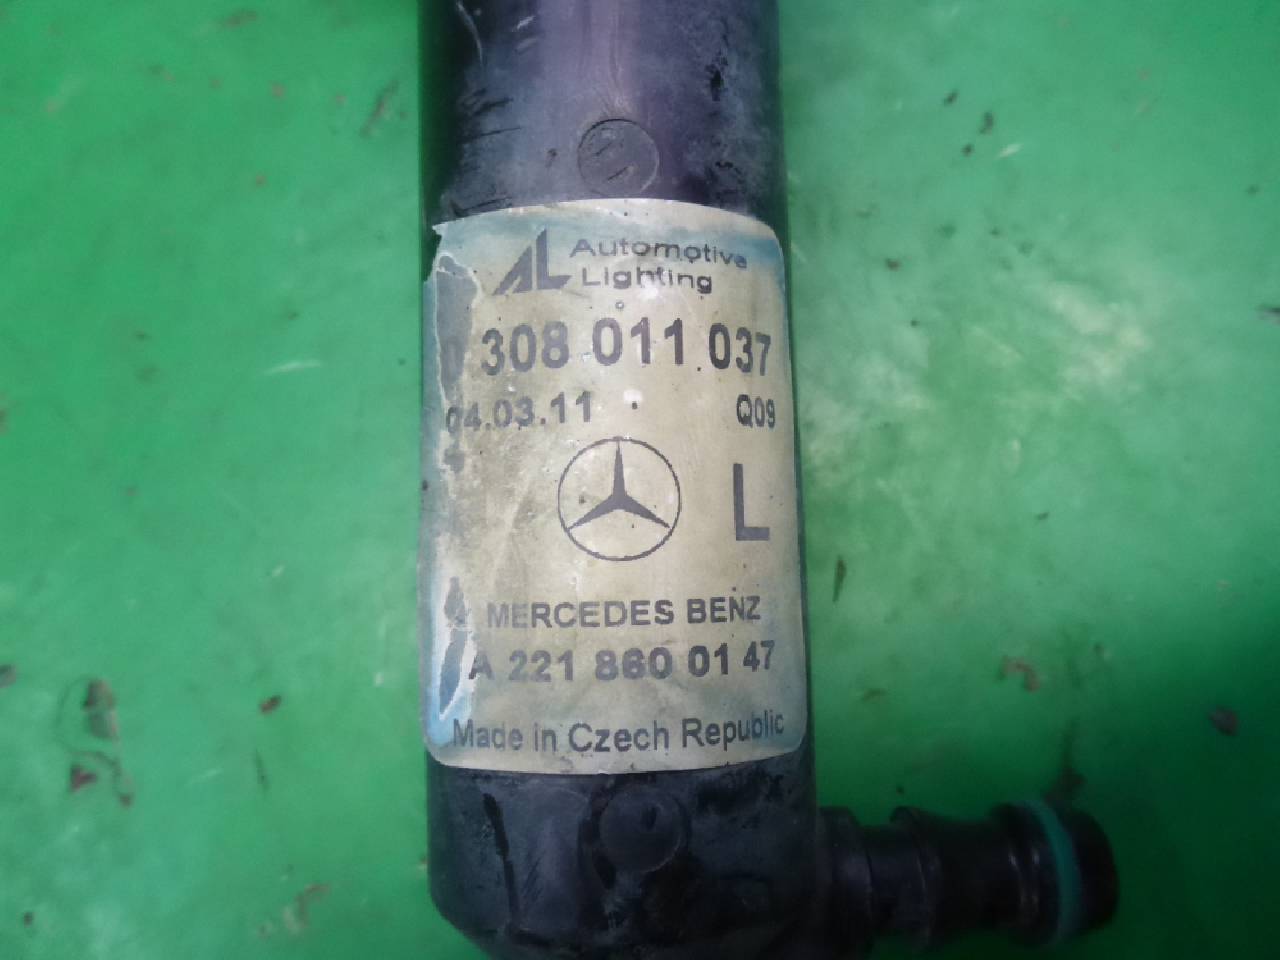 AL Automotive
Lighting
0 308 011 037
04.03.11 Q09
L
MERCEDES BENZ
A 221 860 01 47
Made in Czech Republic